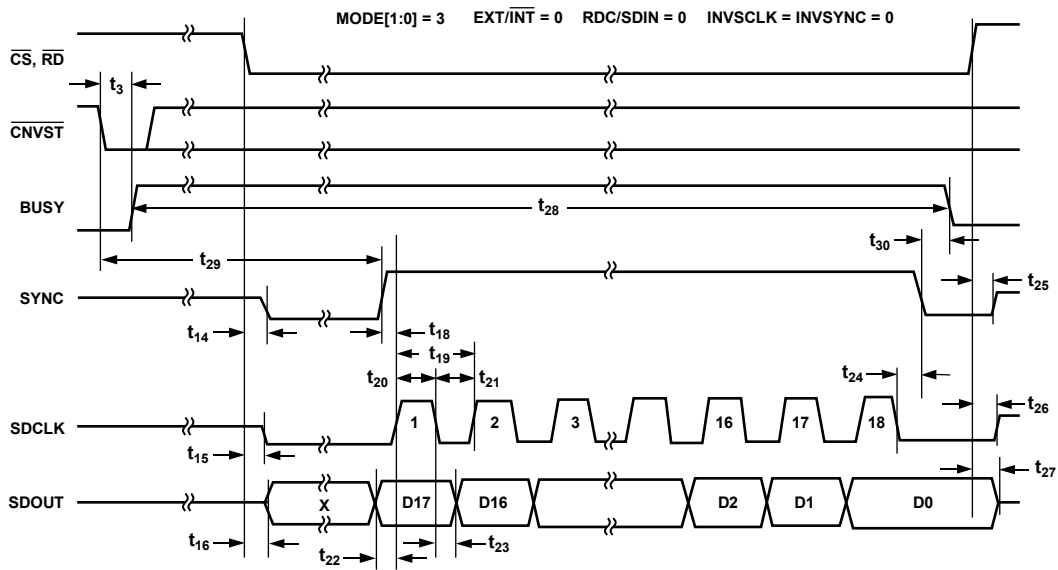 MODE[1:0] = 3 EXT/INT = 0 RDC/SDIN = 0 INVSCLK = INVSYNC = 0
CS, RD
t3
CNVST
BUSY
t28
t30
t29
t25
SYNC
t14
t18
t19
t20
t21
t24
t26
SDCLK
1 2 3 16 17 18
t15
t27
SDOUT
X D17 D16 D2 D1 D0
t16
t22
t23